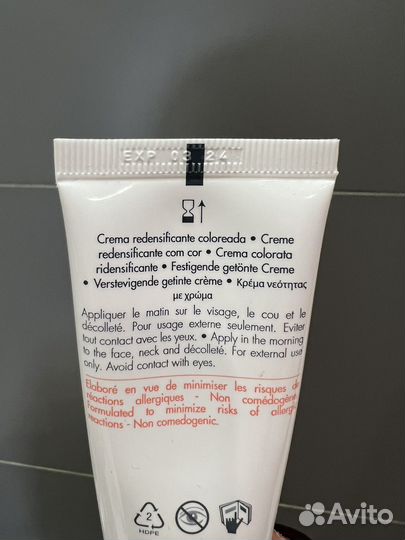 EXP 03 24
Crema redensificante coloreada • Creme
redensificante com cor • Crema colorata
ridensificante • Festigende getönte Creme
• Verstevigende getinte crème • Κρέμα νεότητας
με χρώμα
Appliquer le matin sur le visage, le cou et le
décolleté. Pour usage externe seulement. Eviter
tout contact avec les yeux. • Apply in the morning
to the face, neck and décolleté. For external use
only. Avoid contact with eyes.
Elaboré en vue de minimiser les risques de
réactions allergiques - Non comédogène
Formulated to minimize risks of allergic
reactions - Non comedogenic.
2
HDPE
Avito